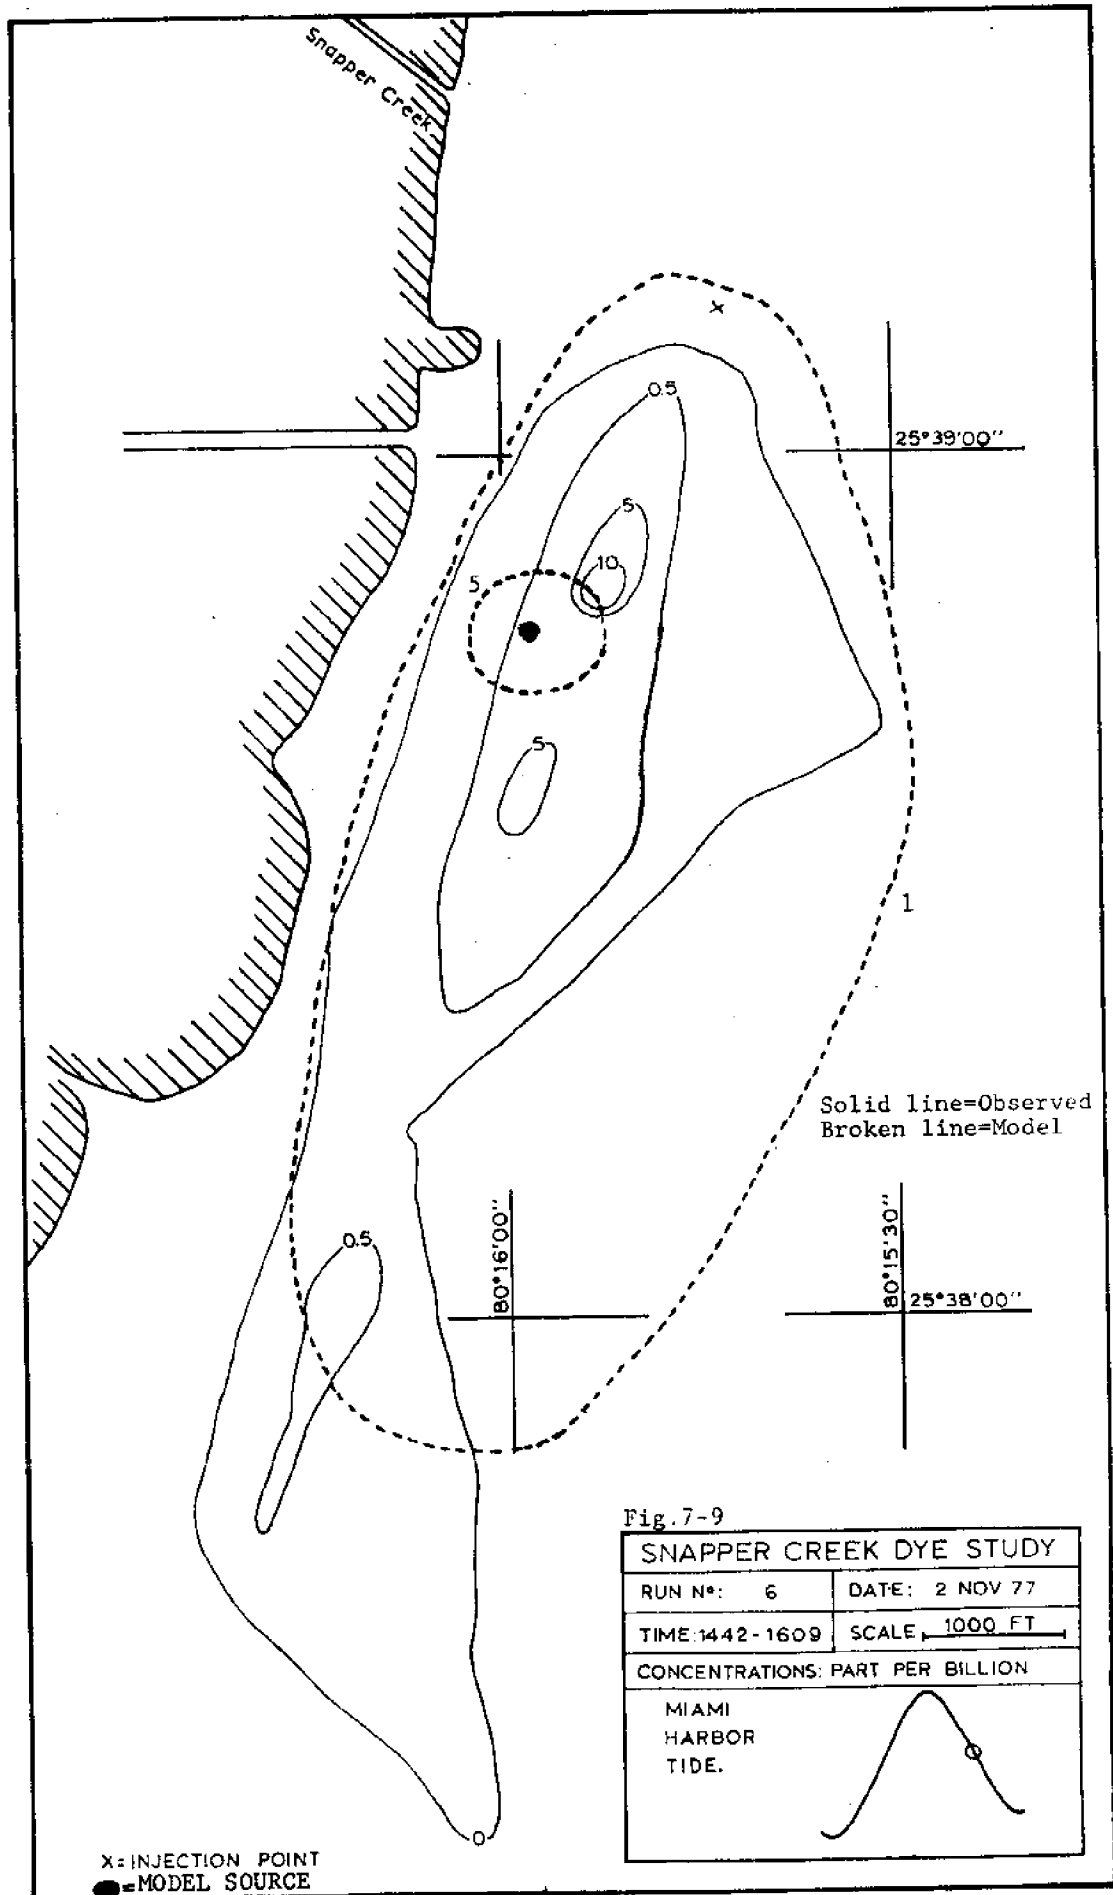 Snapper Creek
x
0.5
25°39'00"
5
10
5
5
1
Solid line=Observed
Broken line=Model
0.5
80°16'00"
80°15'30"
25°38'00"
Fig.7-9
SNAPPER CREEK DYE STUDY
RUN Nº: 6
DATE: 2 NOV 77
TIME:1442-1609
SCALE 1000 FT
CONCENTRATIONS: PART PER BILLION
MIAMI
HARBOR
TIDE.
0
X=INJECTION POINT
=MODEL SOURCE